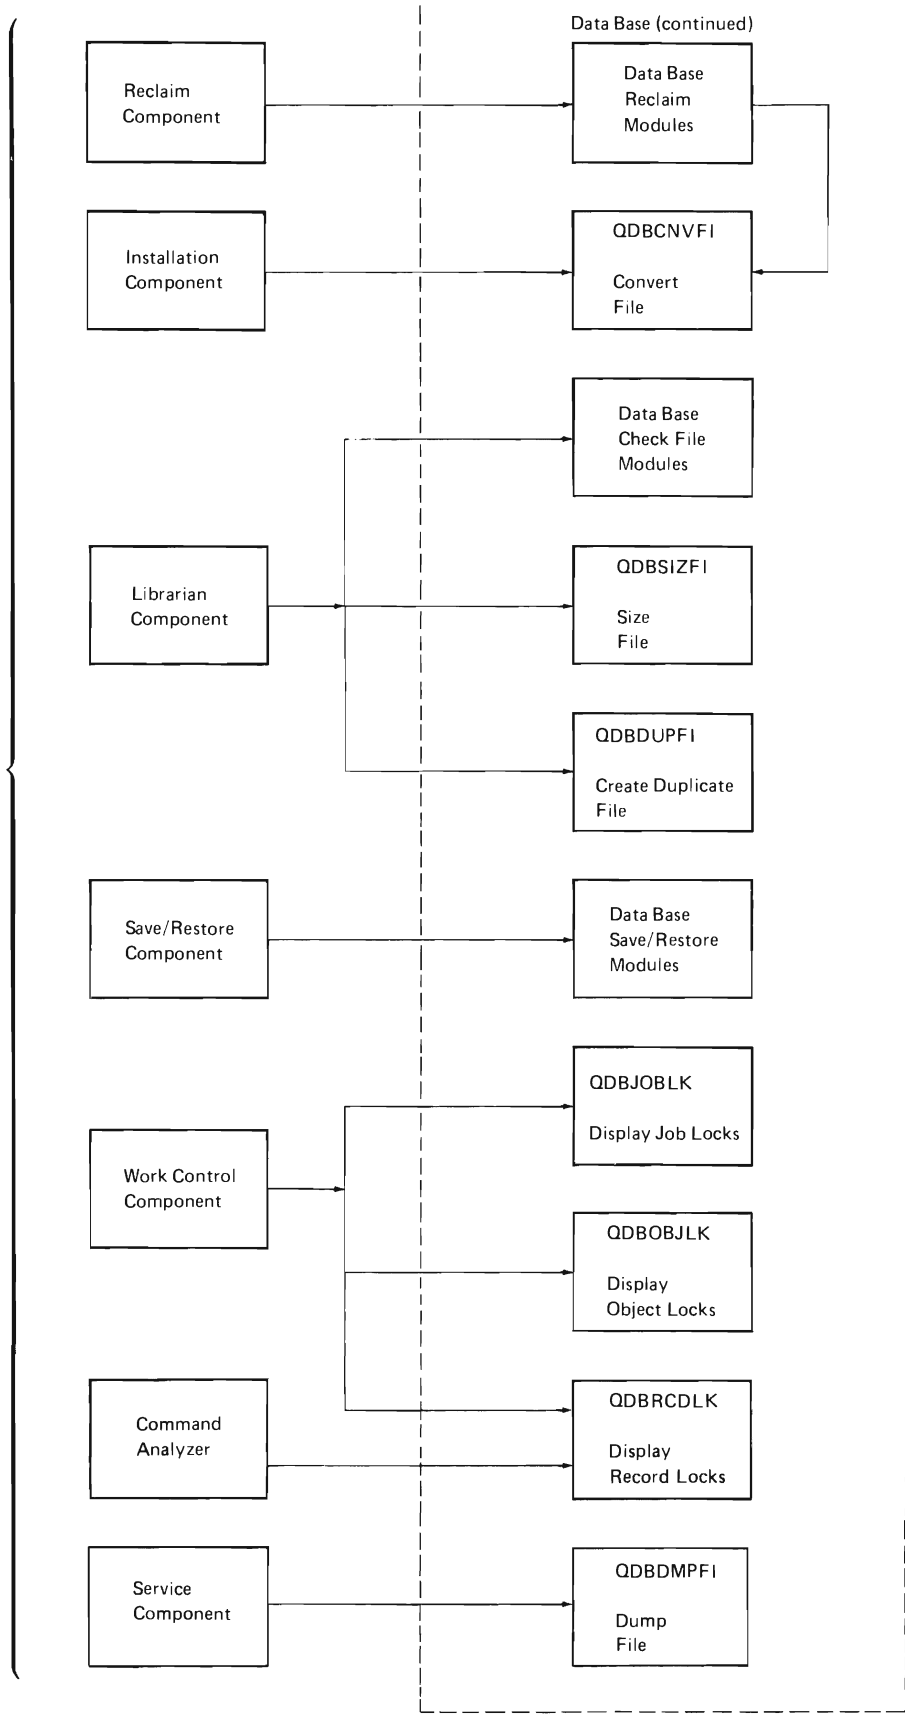 Data Base (continued)
Reclaim
Component
Data Base
Reclaim
Modules
Installation
Component
QDBCNVFI
Convert
File
Data Base
Check File
Modules
Librarian
Component
QDBSIZFI
Size
File
QDBDUPFI
Create Duplicate
File
Save/Restore
Component
Data Base
Save/Restore
Modules
QDBJOBLK
Display Job Locks
Work Control
Component
QDBOBJLK
Display
Object Locks
Command
Analyzer
QDBRCDLK
Display
Record Locks
Service
Component
QDBDMPFI
Dump
File